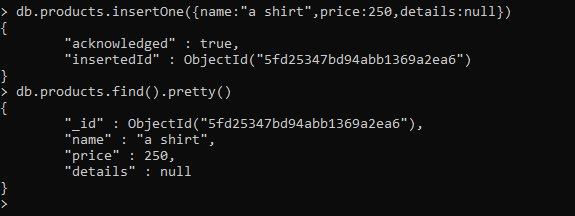 > db.products.insertOne({name:"a shirt",price:250,details:null})
{
        "acknowledged" : true,
        "insertedId" : ObjectId("5fd25347bd94abb1369a2ea6")
}
> db.products.find().pretty()
{
        "_id" : ObjectId("5fd25347bd94abb1369a2ea6"),
        "name" : "a shirt",
        "price" : 250,
        "details" : null
}
>